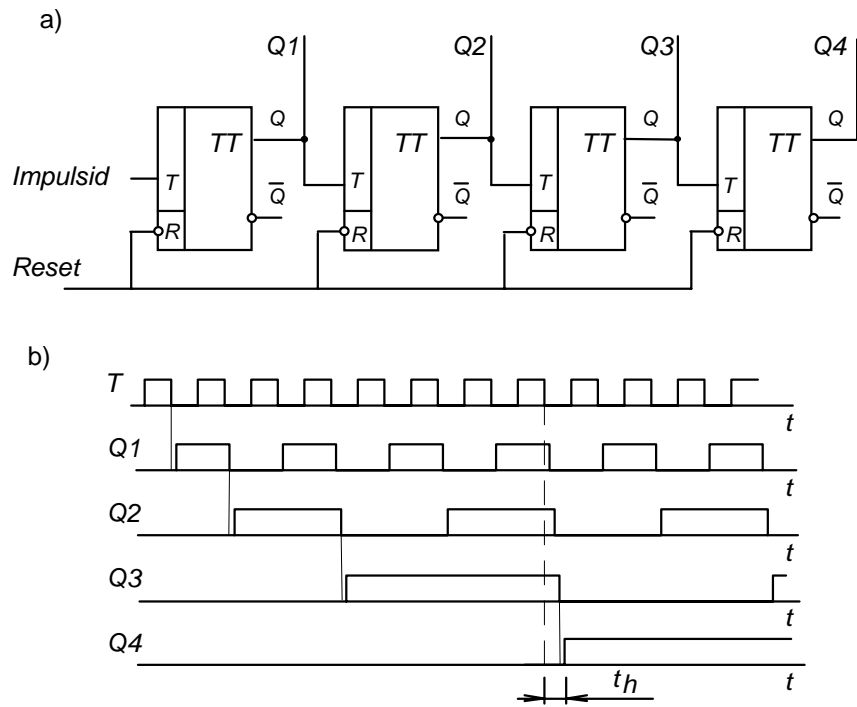 a)
Q1 Q2 Q3 Q4
Q Q Q Q
TT TT TT TT
Impulsid T T T T
Q̅ Q̅ Q̅ Q̅
R R R R
Reset
b)
T
t
Q1
t
Q2
t
Q3
t
Q4
t
th